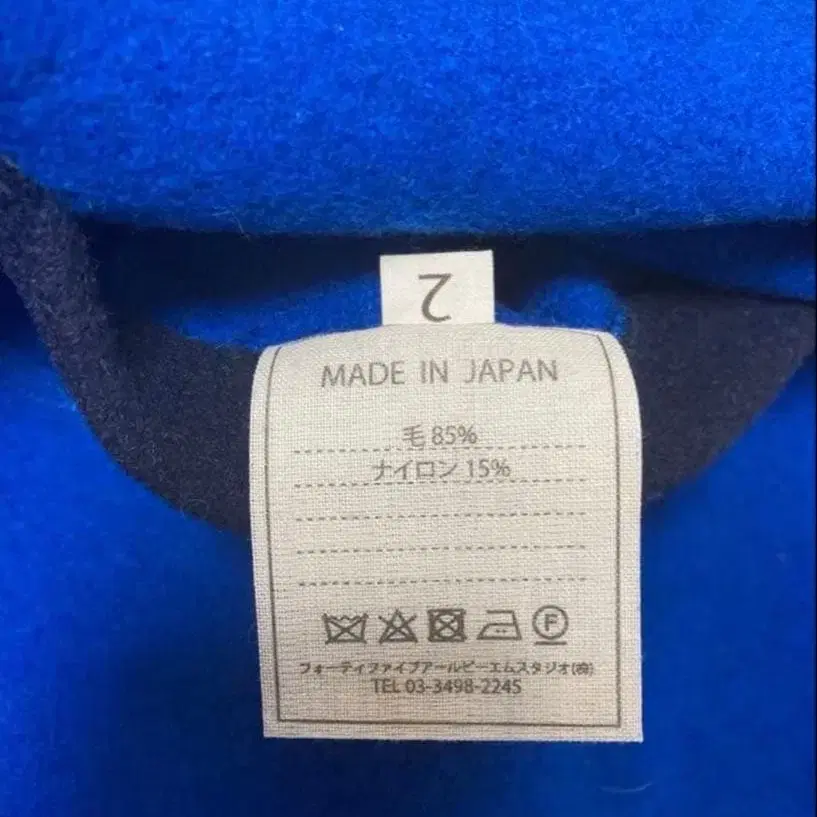 2
MADE IN JAPAN
毛 85%
ナイロン 15%
F
フォーティファイブアールピーエムスタジオ(株)
TEL 03-3498-2245